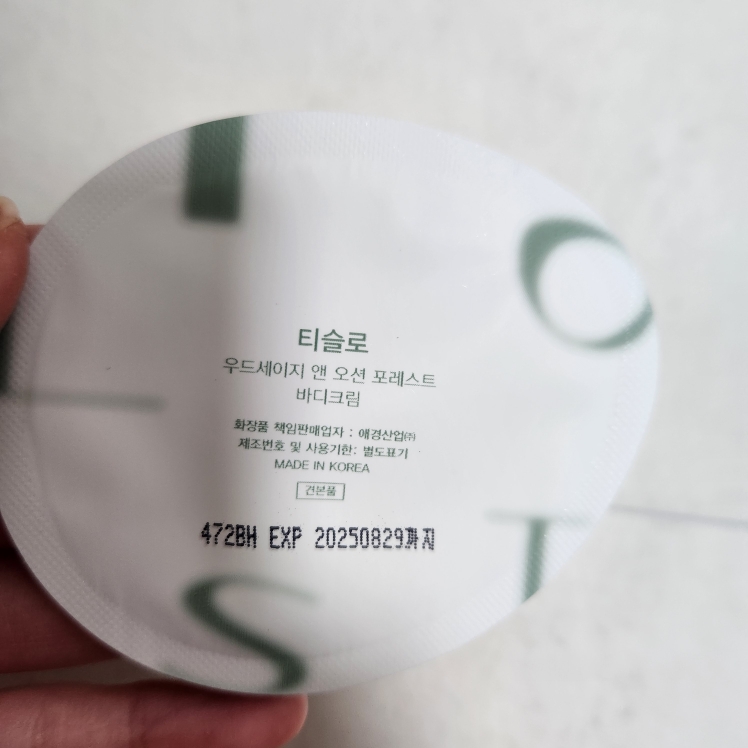 티슬로
우드세이지 앤 오션 포레스트
바디크림
화장품 책임판매업자 : 애경산업㈜
제조번호 및 사용기한: 별도표기
MADE IN KOREA
견본품
472BH EXP 20250829까지
T
O
T
S